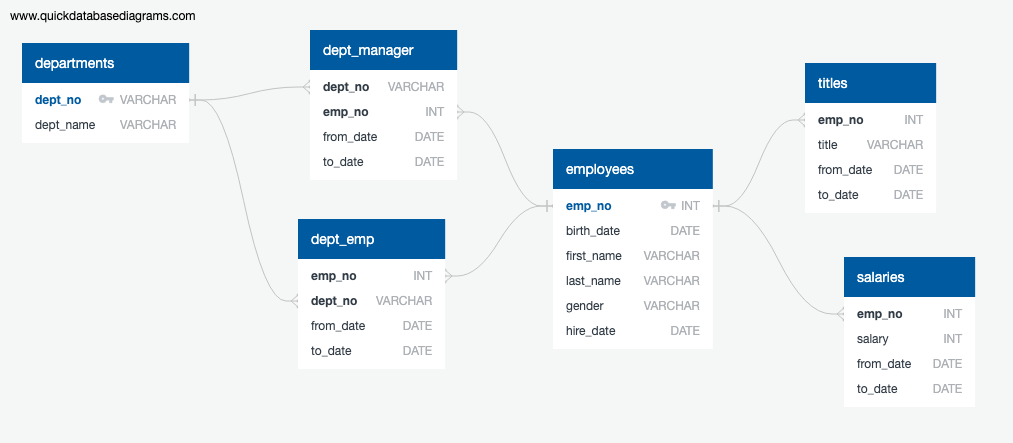 www.quickdatabasediagrams.com
departments
dept_no VARCHAR
dept_name VARCHAR
dept_manager
dept_no VARCHAR
emp_no INT
from_date DATE
to_date DATE
dept_emp
emp_no INT
dept_no VARCHAR
from_date DATE
to_date DATE
employees
emp_no INT
birth_date DATE
first_name VARCHAR
last_name VARCHAR
gender VARCHAR
hire_date DATE
titles
emp_no INT
title VARCHAR
from_date DATE
to_date DATE
salaries
emp_no INT
salary INT
from_date DATE
to_date DATE